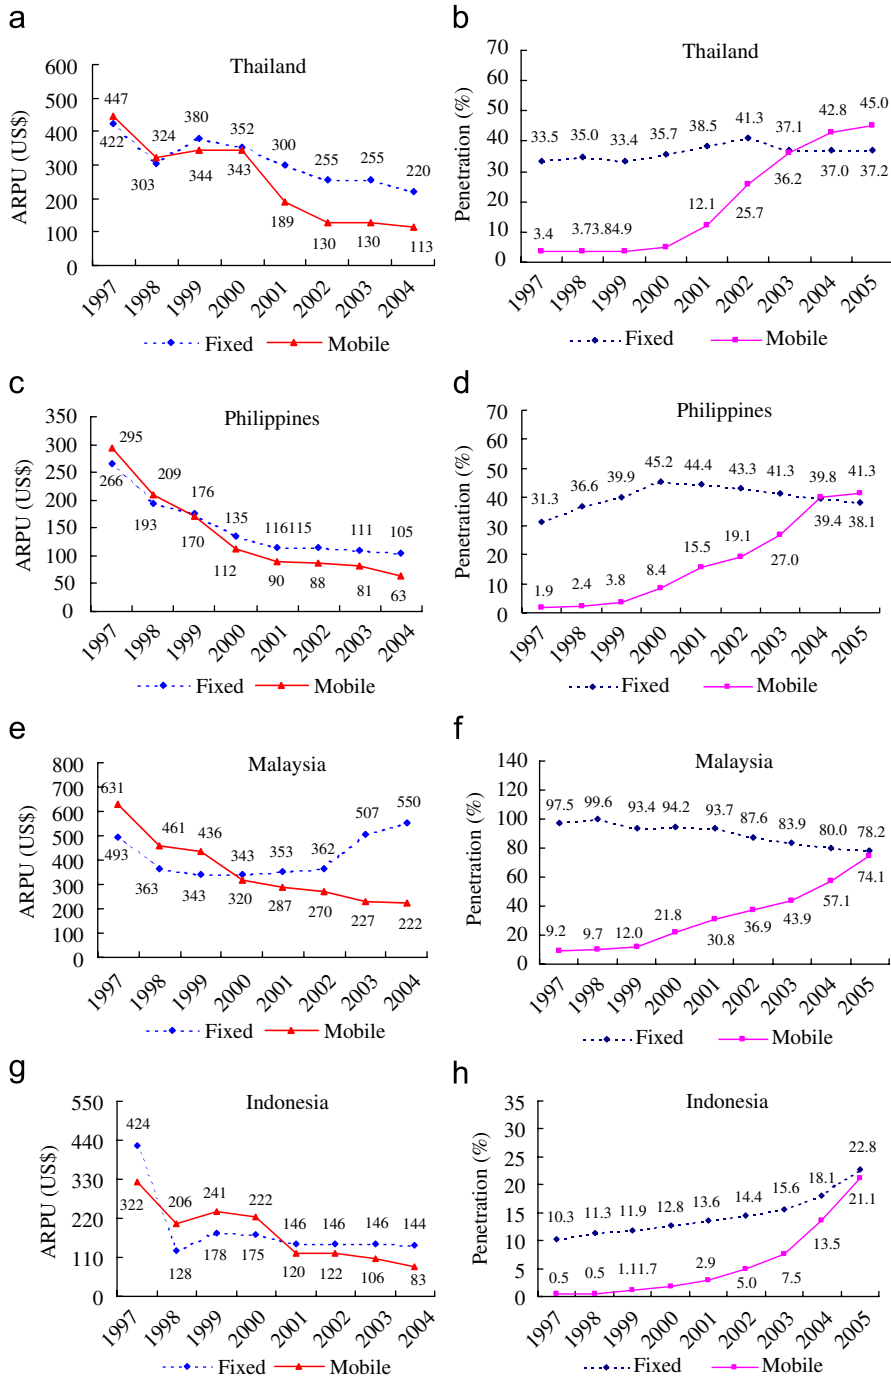 a
Thailand
ARPU (US$)
600
500
400
300
200
100
0
447
422
324
303
380
344
352
343
300
189
255
130
255
130
220
113
1997 1998 1999 2000 2001 2002 2003 2004
Fixed Mobile
b
Thailand
Penetration (%)
70
60
50
40
30
20
10
0
33.5 35.0 33.4 35.7 38.5 41.3 37.1 42.8 45.0
3.4 3.73.84.9 12.1 25.7 36.2 37.0 37.2
1997 1998 1999 2000 2001 2002 2003 2004 2005
Fixed Mobile
c
Philippines
ARPU (US$)
350
300
250
200
150
100
50
0
295 209 176 135 116115 111 105
266 193 170 112 90 88 81 63
1997 1998 1999 2000 2001 2002 2003 2004
Fixed Mobile
d
Philippines
Penetration (%)
70
60
50
40
30
20
10
0
31.3 36.6 39.9 45.2 44.4 43.3 41.3 39.8 41.3
1.9 2.4 3.8 8.4 15.5 19.1 27.0 39.4 38.1
1997 1998 1999 2000 2001 2002 2003 2004 2005
Fixed Mobile
e
Malaysia
ARPU (US$)
800
700
600
500
400
300
200
100
0
631 461 436 343 353 362 507 550
493 363 343 320 287 270 227 222
1997 1998 1999 2000 2001 2002 2003 2004
Fixed Mobile
f
Malaysia
Penetration (%)
140
120
100
80
60
40
20
0
97.5 99.6 93.4 94.2 93.7 87.6 83.9 80.0 78.2
9.2 9.7 12.0 21.8 30.8 36.9 43.9 57.1 74.1
1997 1998 1999 2000 2001 2002 2003 2004 2005
Fixed Mobile
g
Indonesia
ARPU (US$)
550
440
330
220
110
0
424 206 241 222 146 146 146 144
322 128 178 175 120 122 106 83
1997 1998 1999 2000 2001 2002 2003 2004
Fixed Mobile
h
Indonesia
Penetration (%)
35
30
25
20
15
10
5
0
10.3 11.3 11.9 12.8 13.6 14.4 15.6 18.1 22.8
0.5 0.5 1.11.7 2.9 5.0 7.5 13.5 21.1
1997 1998 1999 2000 2001 2002 2003 2004 2005
Fixed Mobile